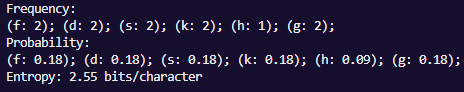 Frequency:
(f: 2); (d: 2); (s: 2); (k: 2); (h: 1); (g: 2);
Probability:
(f: 0.18); (d: 0.18); (s: 0.18); (k: 0.18); (h: 0.09); (g: 0.18);
Entropy: 2.55 bits/character